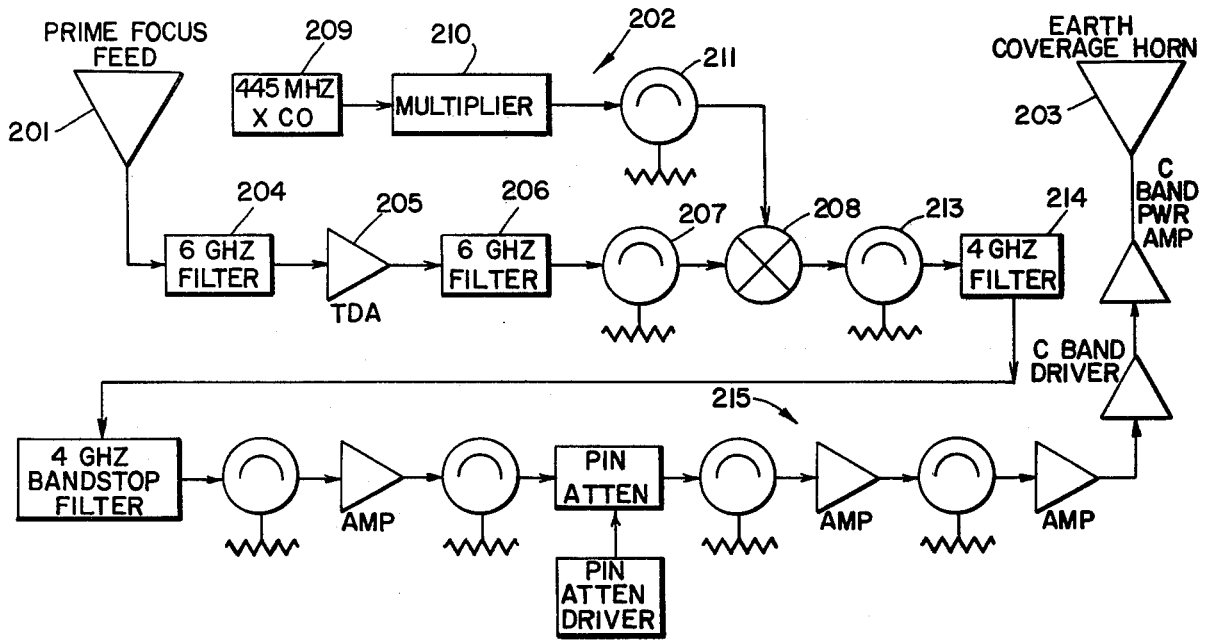 PRIME FOCUS
FEED
201
209
445 MHZ
X CO
210
MULTIPLIER
202
211
EARTH
COVERAGE HORN
203
204
6 GHZ
FILTER
205
TDA
206
6 GHZ
FILTER
207
208
213
214
4 GHZ
FILTER
C
BAND
PWR
AMP
C BAND
DRIVER
215
4 GHZ
BANDSTOP
FILTER
AMP
PIN
ATTEN
PIN
ATTEN
DRIVER
AMP
AMP